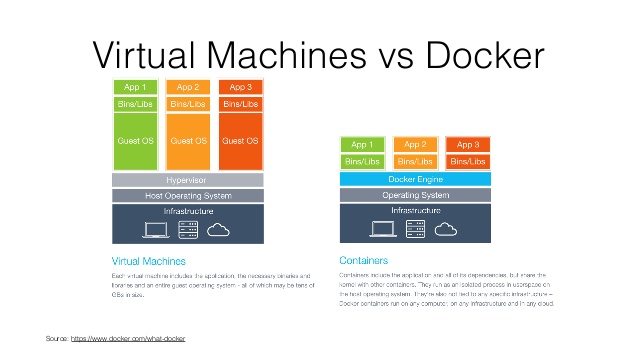 Virtual Machines vs Docker
App 1 App 2 App 3
Bins/Libs Bins/Libs Bins/Libs
Guest OS Guest OS Guest OS
Hypervisor
Host Operating System
Infrastructure
Virtual Machines
Each virtual machine includes the application, the necessary binaries and
libraries and an entire guest operating system - all of which may be tens of
GBs in size.
App 1 App 2 App 3
Bins/Libs Bins/Libs Bins/Libs
Docker Engine
Operating System
Infrastructure
Containers
Containers include the application and all of its dependencies, but share the
kernel with other containers. They run as an isolated process in userspace on
the host operating system. They're also not tied to any specific infrastructure –
Docker containers run on any computer, on any infrastructure and in any cloud.
Source: https://www.docker.com/what-docker